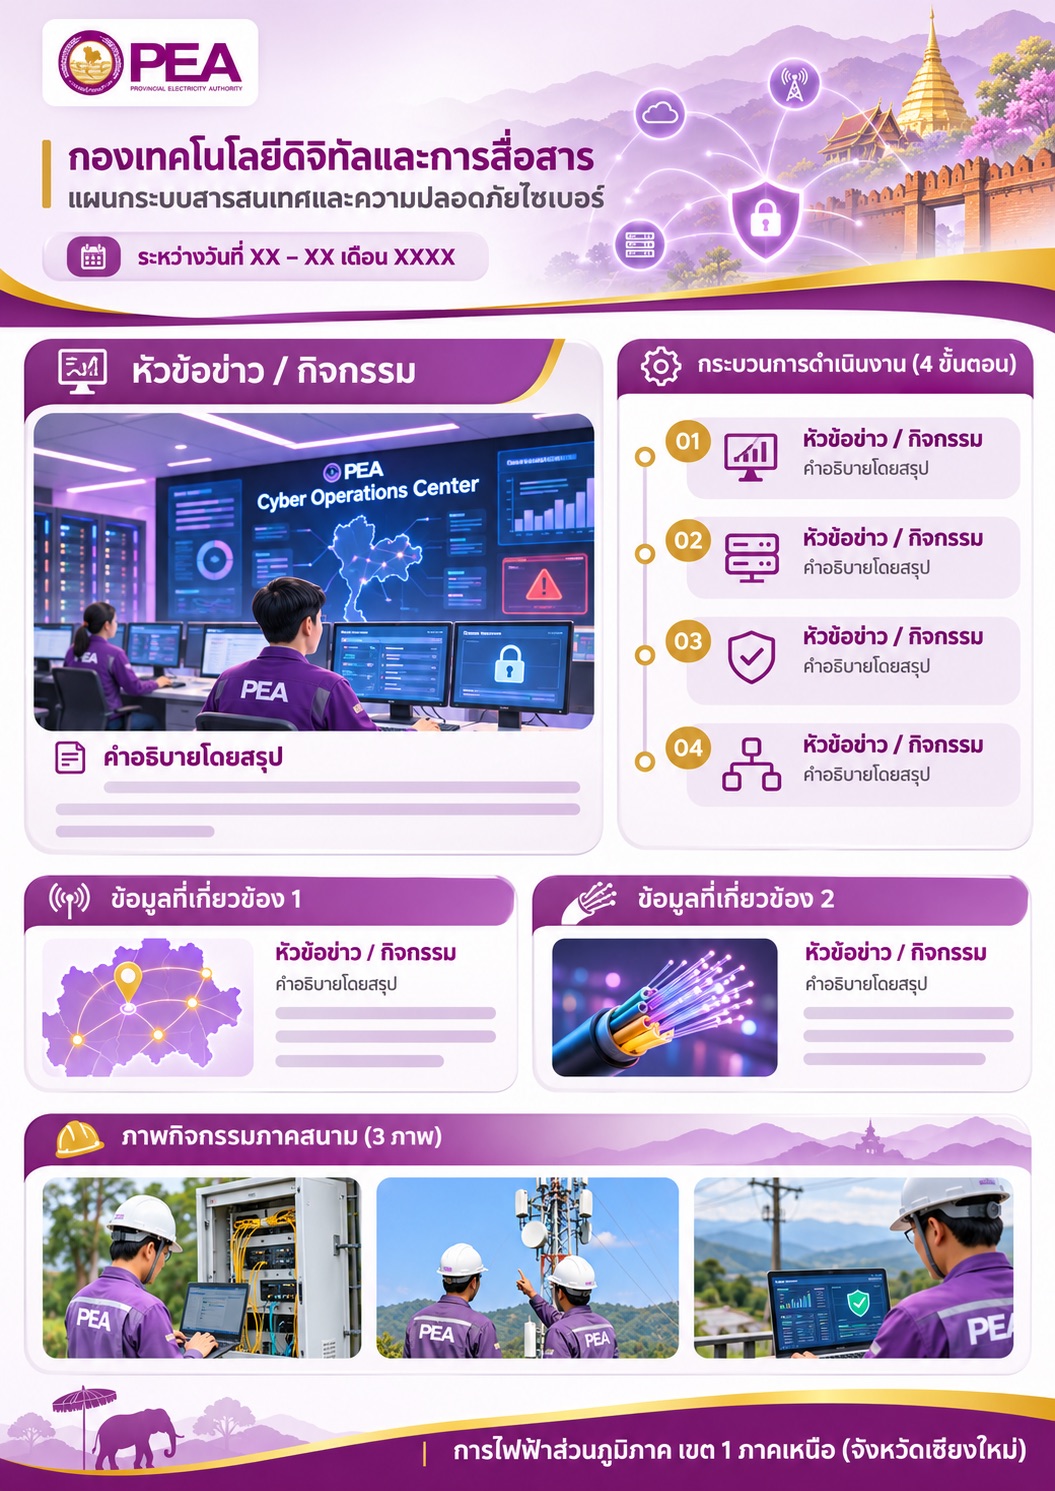 PEA
PROVINCIAL ELECTRICITY AUTHORITY
กองเทคโนโลยีดิจิทัลและการสื่อสาร
แผนกระบบสารสนเทศและความปลอดภัยไซเบอร์
ระหว่างวันที่ XX – XX เดือน XXXX
หัวข้อข่าว / กิจกรรม
PEA
Cyber Operations Center
PEA
PEA
คำอธิบายโดยสรุป
กระบวนการดำเนินงาน (4 ขั้นตอน)
01
หัวข้อข่าว / กิจกรรม
คำอธิบายโดยสรุป
02
หัวข้อข่าว / กิจกรรม
คำอธิบายโดยสรุป
03
หัวข้อข่าว / กิจกรรม
คำอธิบายโดยสรุป
04
หัวข้อข่าว / กิจกรรม
คำอธิบายโดยสรุป
ข้อมูลที่เกี่ยวข้อง 1
หัวข้อข่าว / กิจกรรม
คำอธิบายโดยสรุป
ข้อมูลที่เกี่ยวข้อง 2
หัวข้อข่าว / กิจกรรม
คำอธิบายโดยสรุป
ภาพกิจกรรมภาคสนาม (3 ภาพ)
PEA
PEA
PEA
PEA
การไฟฟ้าส่วนภูมิภาค เขต 1 ภาคเหนือ (จังหวัดเชียงใหม่)